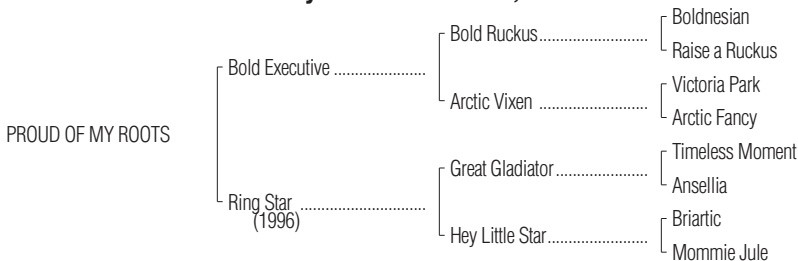 Boldnesian
Bold Ruckus
Raise a Ruckus
Bold Executive
Victoria Park
Arctic Vixen
Arctic Fancy
PROUD OF MY ROOTS
Timeless Moment
Great Gladiator
Ansellia
Ring Star
(1996)
Briartic
Hey Little Star
Mommie Jule